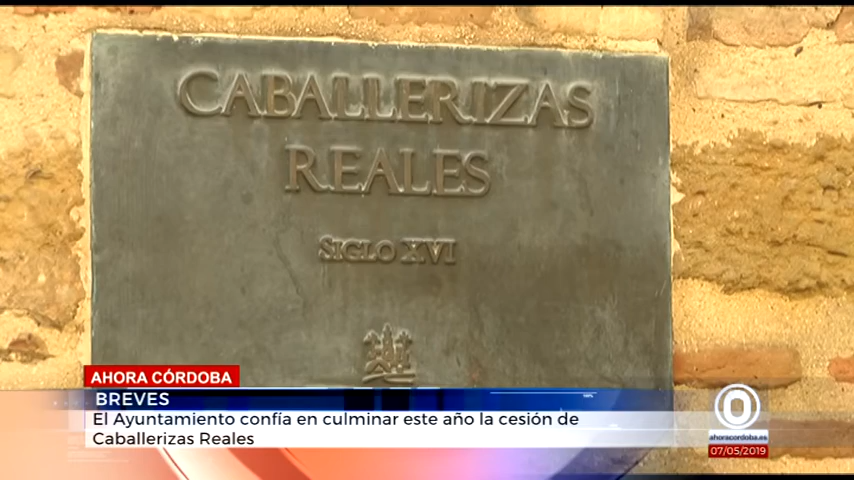 CABALLERIZAS
REALES
SIGLO XVI
AHORA CÓRDOBA
BREVES
El Ayuntamiento confía en culminar este año la cesión de
Caballerizas Reales
ahoracordoba.es
07/05/2019